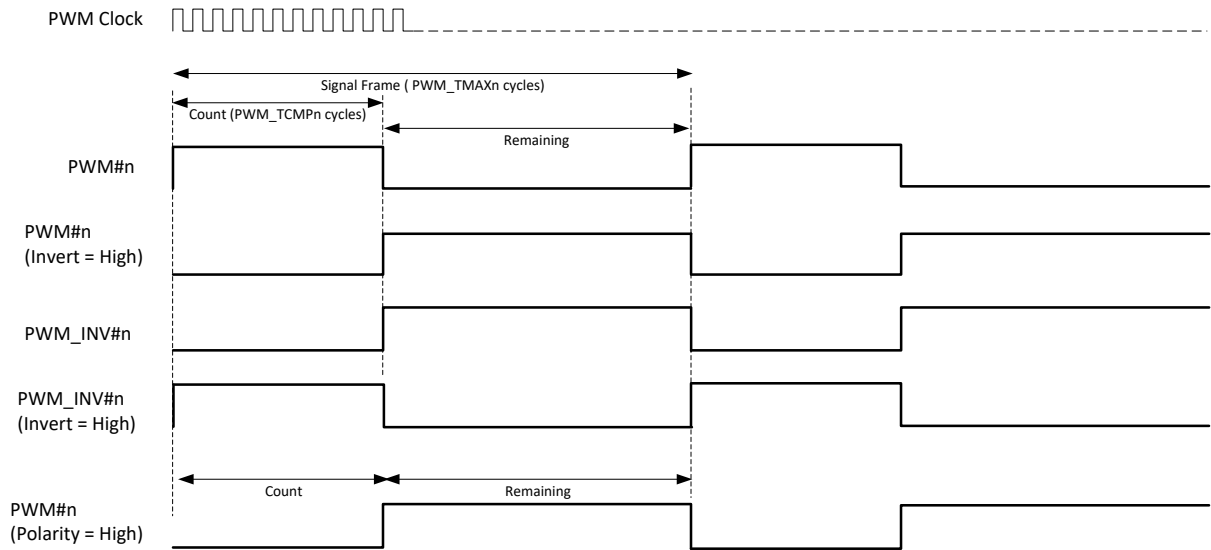 PWM Clock
Signal Frame ( PWM_TMAXn cycles)
Count (PWM_TCMPn cycles)
Remaining
PWM#n
PWM#n
(Invert = High)
PWM_INV#n
PWM_INV#n
(Invert = High)
Count
Remaining
PWM#n
(Polarity = High)